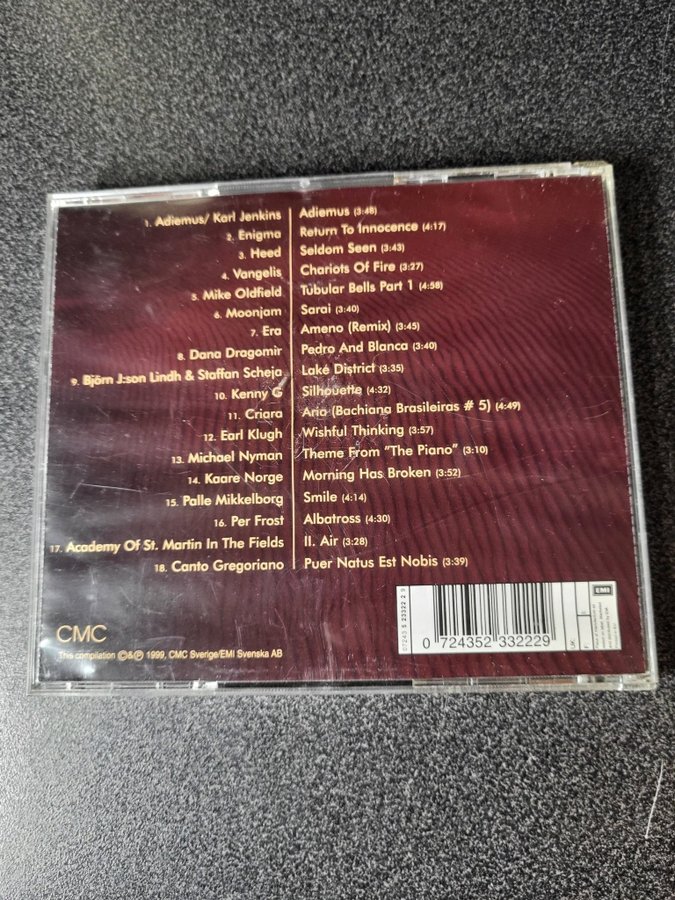 1. Adiemus/ Karl Jenkins Adiemus (3:48)
2. Enigma Return To Innocence (4:17)
3. Heed Seldom Seen (3:43)
4. Vangelis Chariots Of Fire (3:27)
5. Mike Oldfield Tubular Bells Part 1 (4:58)
6. Moonjam Sarai (3:40)
7. Era Ameno (Remix) (3:45)
8. Dana Dragomir Pedro And Blanca (3:40)
9. Björn J:son Lindh & Staffan Scheja Lake District (3:35)
10. Kenny G Silhouette (4:32)
11. Criara Aria (Bachiana Brasileiras # 5) (4:49)
12. Earl Klugh Wishful Thinking (3:57)
13. Michael Nyman Theme From "The Piano" (3:10)
14. Kaare Norge Morning Has Broken (3:52)
15. Palle Mikkelborg Smile (4:14)
16. Per Frost Albatross (4:30)
17. Academy Of St. Martin In The Fields II. Air (3:28)
18. Canto Gregoriano Puer Natus Est Nobis (3:39)
CMC
This compilation ©&℗ 1999, CMC Sverige/EMI Svenska AB
07243 5 23322 2 9
0 724352 332229
EMI